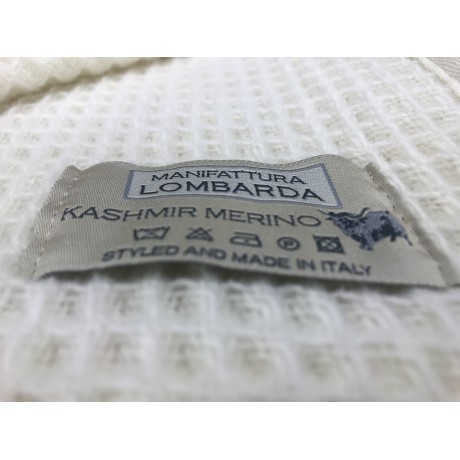 MANIFATTURA
LOMBARDA
KASHMIR MERINO
STYLED AND MADE IN ITALY